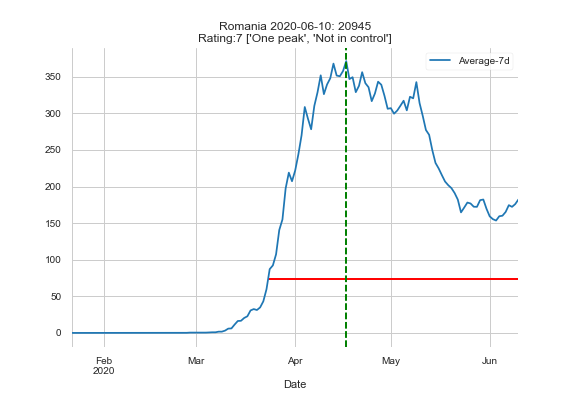 Romania 2020-06-10: 20945
Rating:7 ['One peak', 'Not in control']
Average-7d
350
300
250
200
150
100
50
0
Feb Mar Apr May Jun
2020
Date